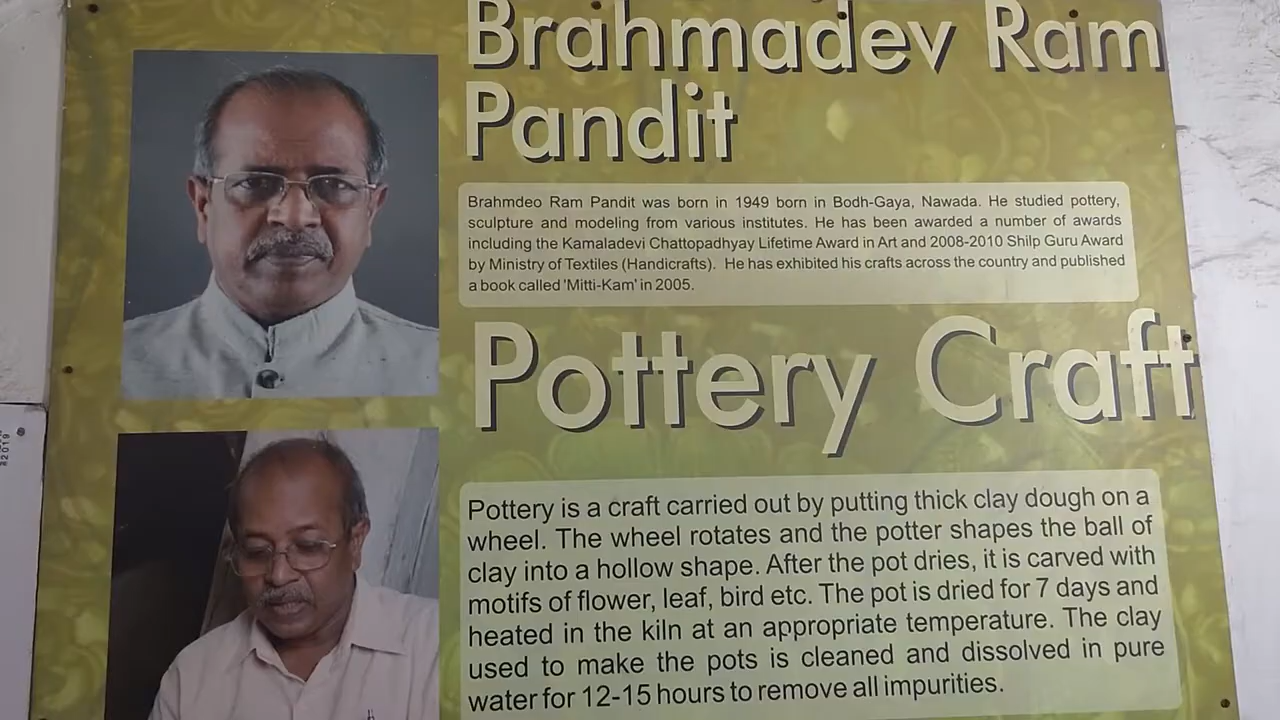 Brahmadev Ram
Pandit
Brahmdeo Ram Pandit was born in 1949 born in Bodh-Gaya, Nawada. He studied pottery,
sculpture and modeling from various institutes. He has been awarded a number of awards
including the Kamaladevi Chattopadhyay Lifetime Award in Art and 2008-2010 Shilp Guru Award
by Ministry of Textiles (Handicrafts). He has exhibited his crafts across the country and published
a book called 'Mitti-Kam' in 2005.
Pottery Craft
Pottery is a craft carried out by putting thick clay dough on a
wheel. The wheel rotates and the potter shapes the ball of
clay into a hollow shape. After the pot dries, it is carved with
motifs of flower, leaf, bird etc. The pot is dried for 7 days and
heated in the kiln at an appropriate temperature. The clay
used to make the pots is cleaned and dissolved in pure
water for 12-15 hours to remove all impurities.